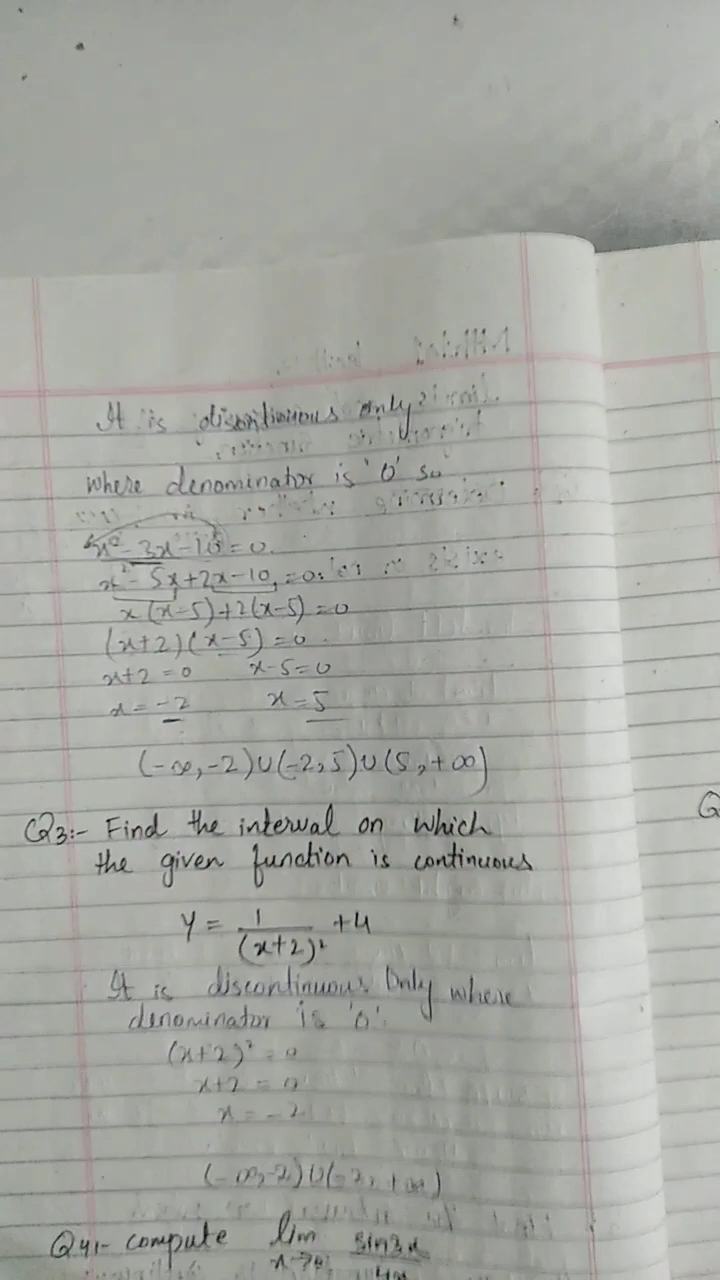 It is discontinuous only
where denominator is '0' so
x² - 3x - 10 = 0
x² - 5x + 2x - 10 = 0
x(x-5)+2(x-5)=0
(x+2)(x-5)=0
x+2=0 x-5=0
x=-2 x=5
(-∞,-2)∪(-2,5)∪(5,+∞)
Q3:- Find the interval on which
the given function is continuous
y = 1/(x+2)² +4
It is discontinuous only where
denominator is '0'.
(x+2)² = 0
x+2 = 0
x = -2
(-∞,-2)∪(-2,+∞)
Q4:- compute lim x→0 sin3x/4x